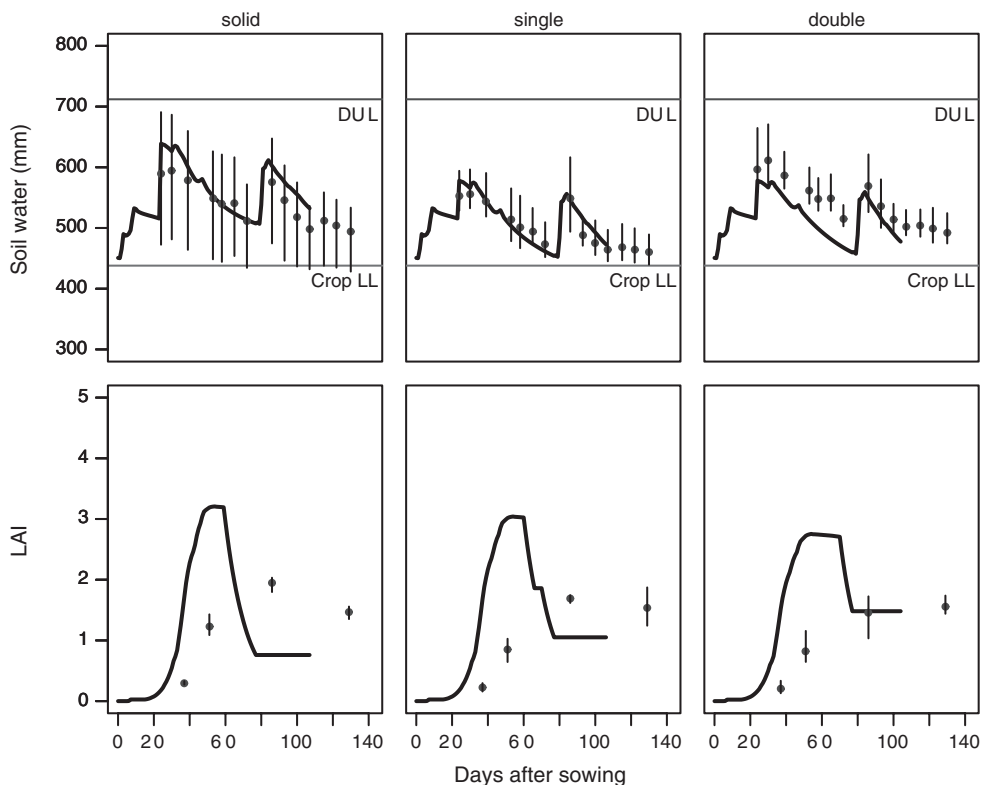 solid single double
800
700
600
500
400
300
Soil water (mm)
DUL DUL DUL
Crop LL Crop LL Crop LL
5
4
3
2
1
0
LAI
0 20 60 100 140 0 20 60 100 140 0 20 60 100 140
Days after sowing